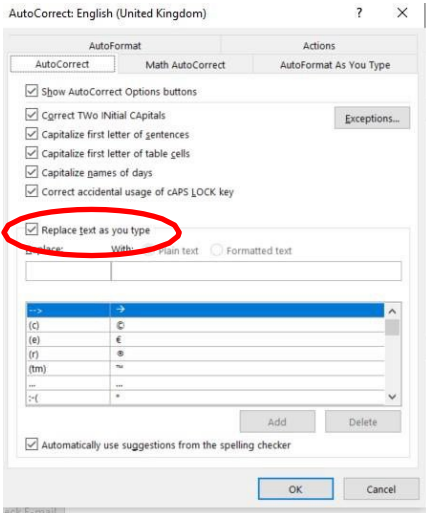 AutoCorrect: English (United Kingdom) ? ×
AutoFormat Actions
AutoCorrect Math AutoCorrect AutoFormat As You Type
Show AutoCorrect Options buttons
Correct TWo INitial CApitals
Exceptions...
Capitalize first letter of sentences
Capitalize first letter of table cells
Capitalize names of days
Correct accidental usage of cAPS LOCK key
Replace text as you type
Replace: With: Plain text Formatted text
--> →
(c) ©
(e) €
(r) ®
(tm) ™
... ...
:-(
Add Delete
Automatically use suggestions from the spelling checker
OK Cancel